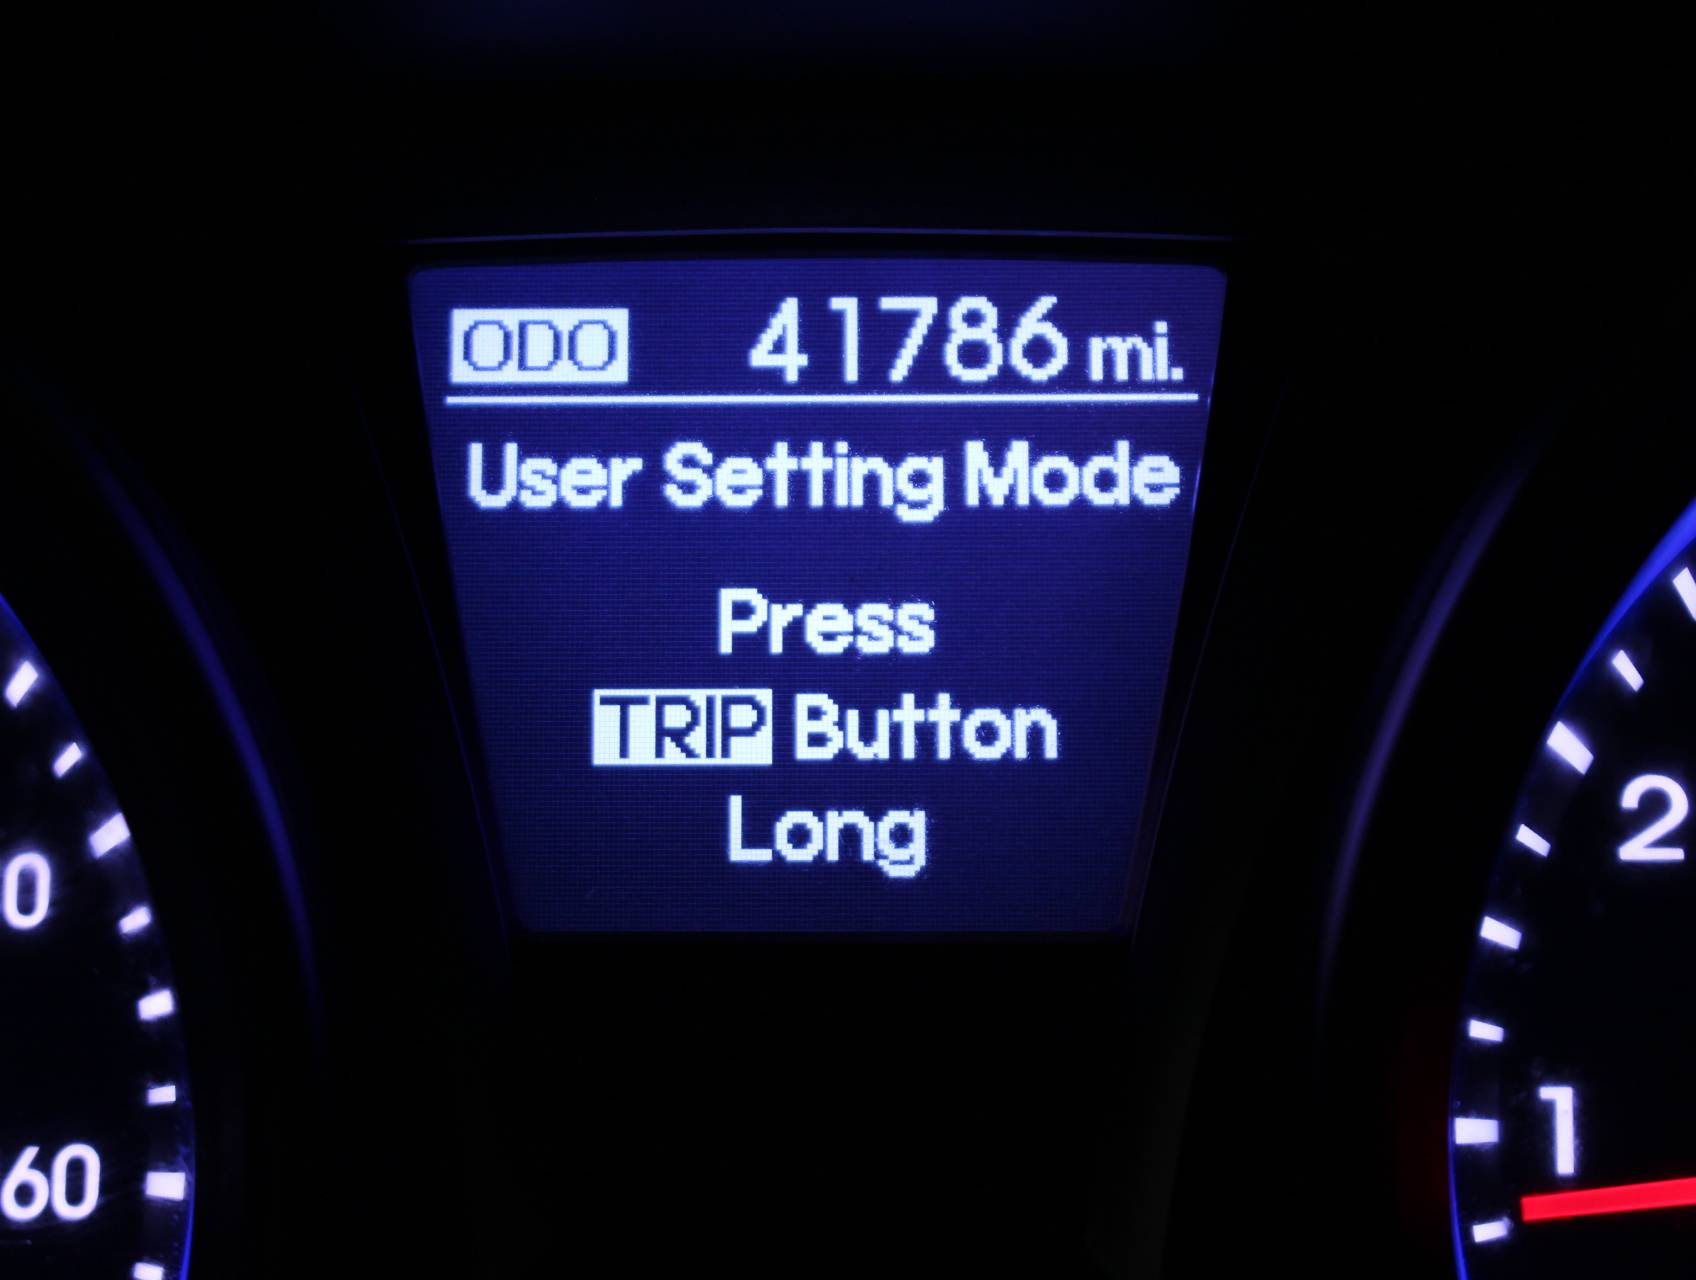 ODO 41786 mi.
User Setting Mode
Press
TRIP Button
Long
0
60
2
1